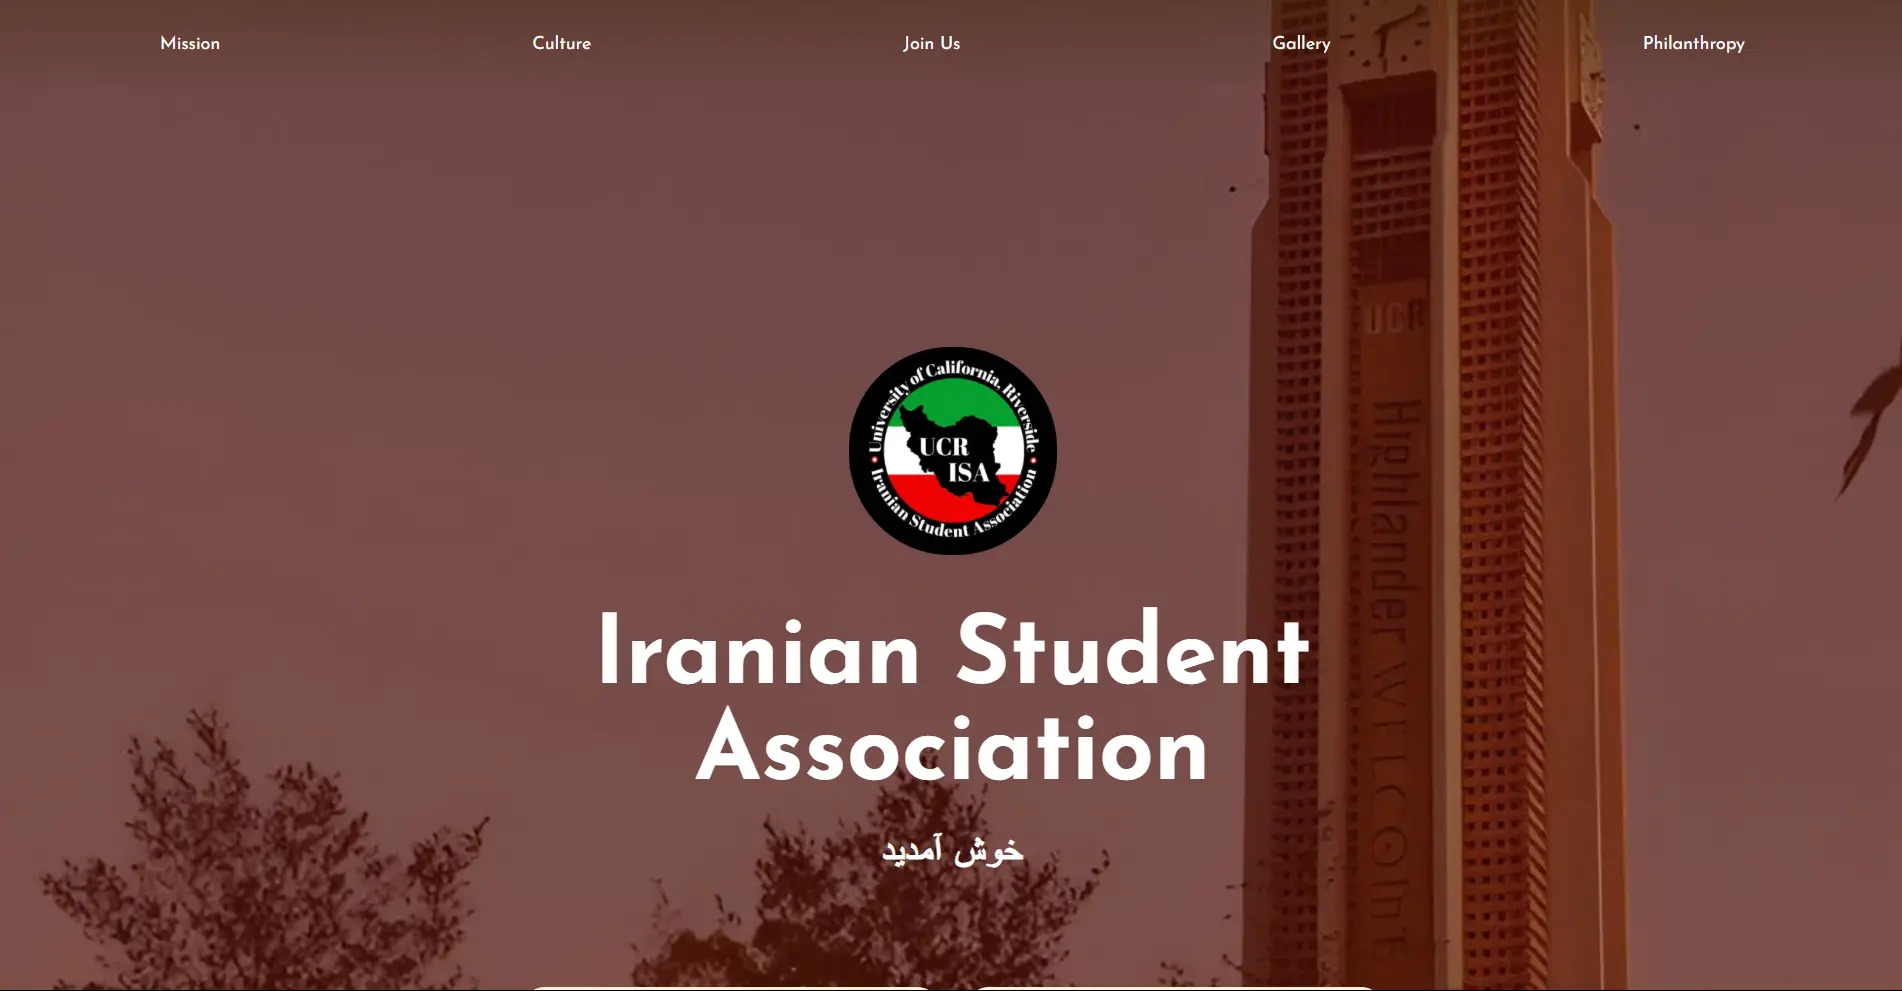 Mission
Culture
Join Us
Gallery
Philanthropy
University of California, Riverside
UCR
ISA
Iranian Student Association
Iranian Student
Association
خوش آمدید
UCR
Highlander WELCOME